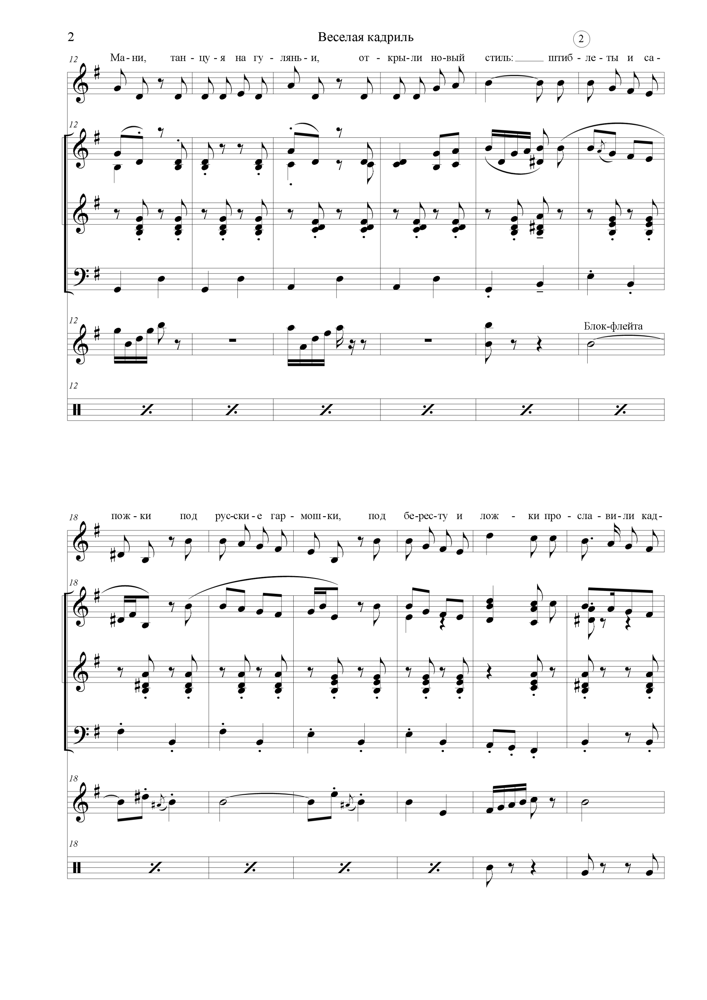 2 Веселая кадриль 2
12 Ма - ни, тан - цу - я на гу - лянь - и, от - кры - ли но - вый стиль: штиб - ле - ты и са -
12
12 Блок-флейта
12
18 пож - ки под рус - ски - е гар - мош - ки, под бе - рес - ту и лож - ки про - сла - ви - ли кад -
18
18
18